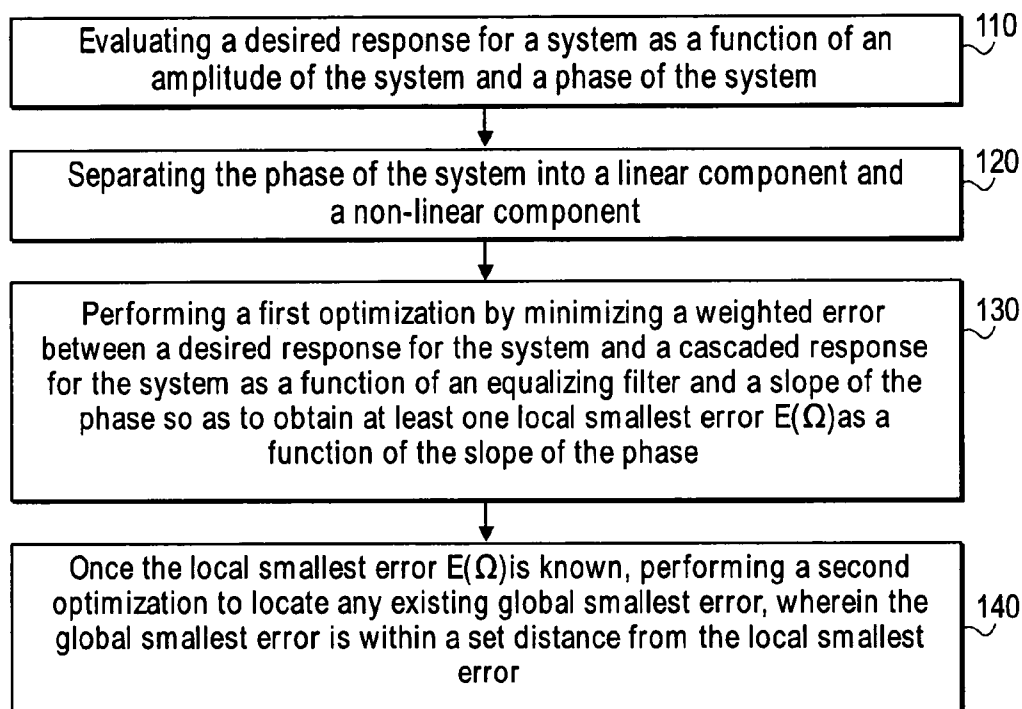 Evaluating a desired response for a system as a function of an
amplitude of the system and a phase of the system
110
Separating the phase of the system into a linear component and
a non-linear component
120
Performing a first optimization by minimizing a weighted error
between a desired response for the system and a cascaded response
for the system as a function of an equalizing filter and a slope of the
phase so as to obtain at least one local smallest error E(Ω)as a
function of the slope of the phase
130
Once the local smallest error E(Ω)is known, performing a second
optimization to locate any existing global smallest error, wherein the
global smallest error is within a set distance from the local smallest
error
140